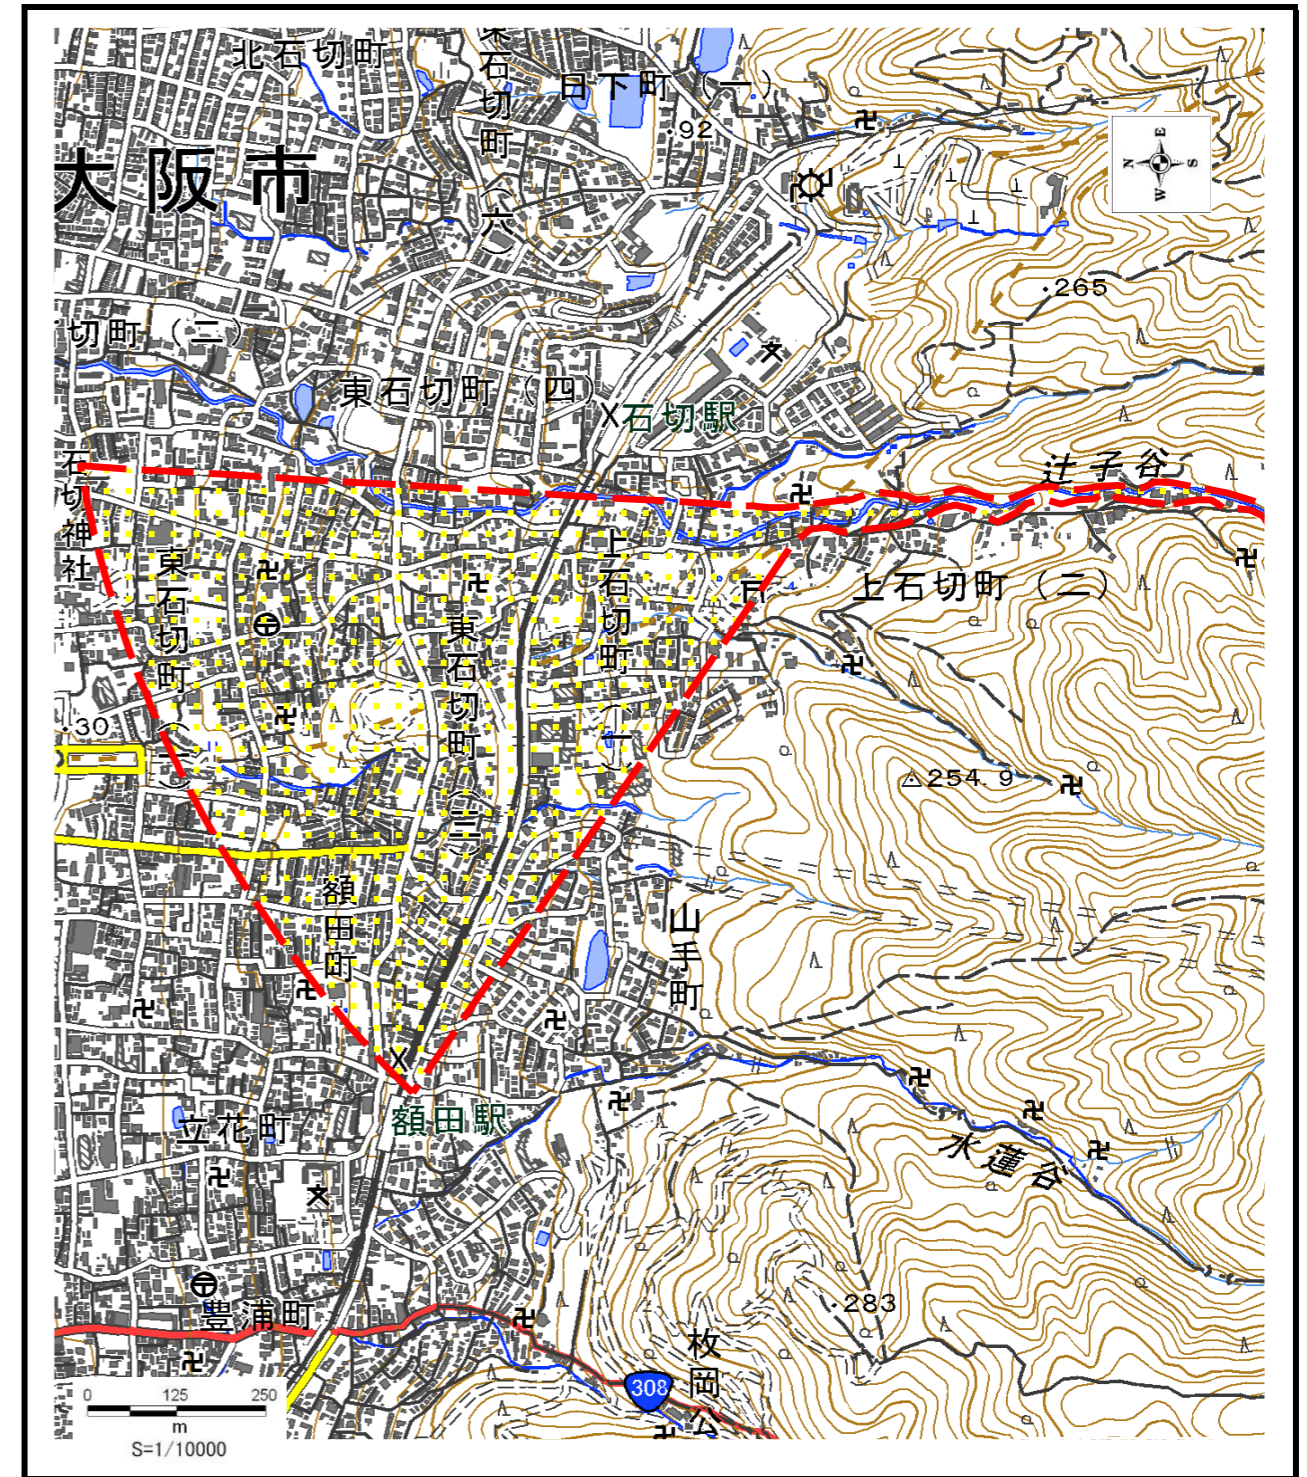 北石切町
東石切町(六)
日下町(一)
.92
大阪市
N
E
S
W
.265
切町(二)
東石切町(四)
石切駅
辻子谷
石切神社
東石切町(一)
東石切町(三)
上石切町(一)
上石切町(二)
.30
254.9
額田町
山手町
額田駅
立花町
水蓮谷
豊浦町
.283
枚岡公
308
0 125 250
m
S=1/10000